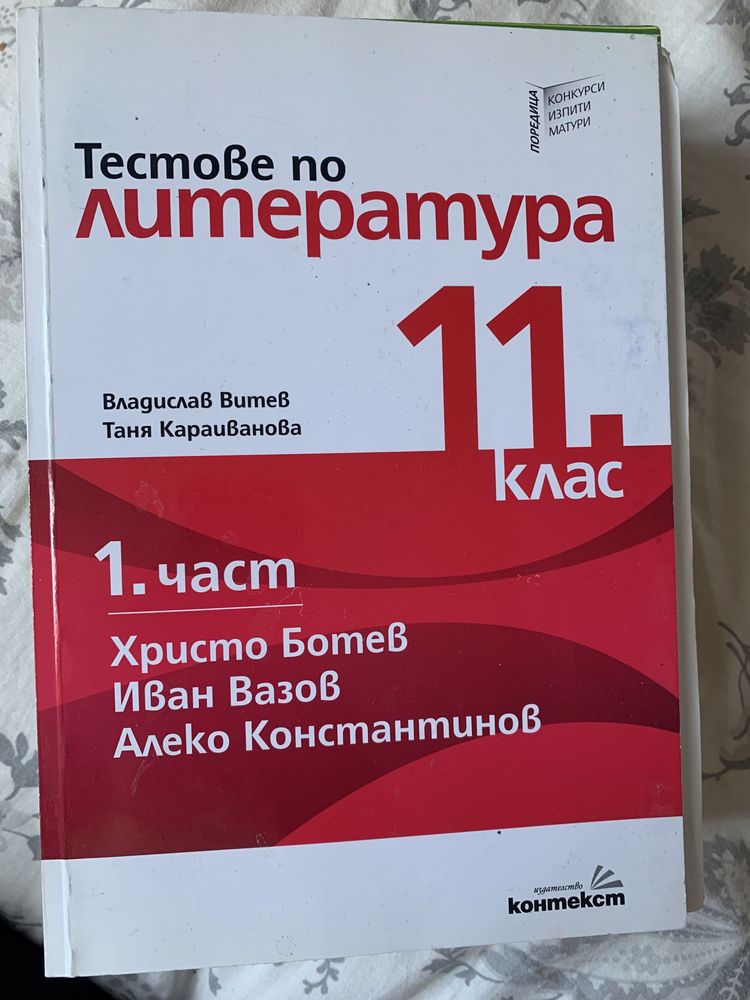 ПОРЕДИЦА
КОНКУРСИ
ИЗПИТИ
МАТУРИ
Тестове по
литература
11.
клас
Владислав Витев
Таня Караиванова
1. част
Христо Ботев
Иван Вазов
Алеко Константинов
издателство
контекст